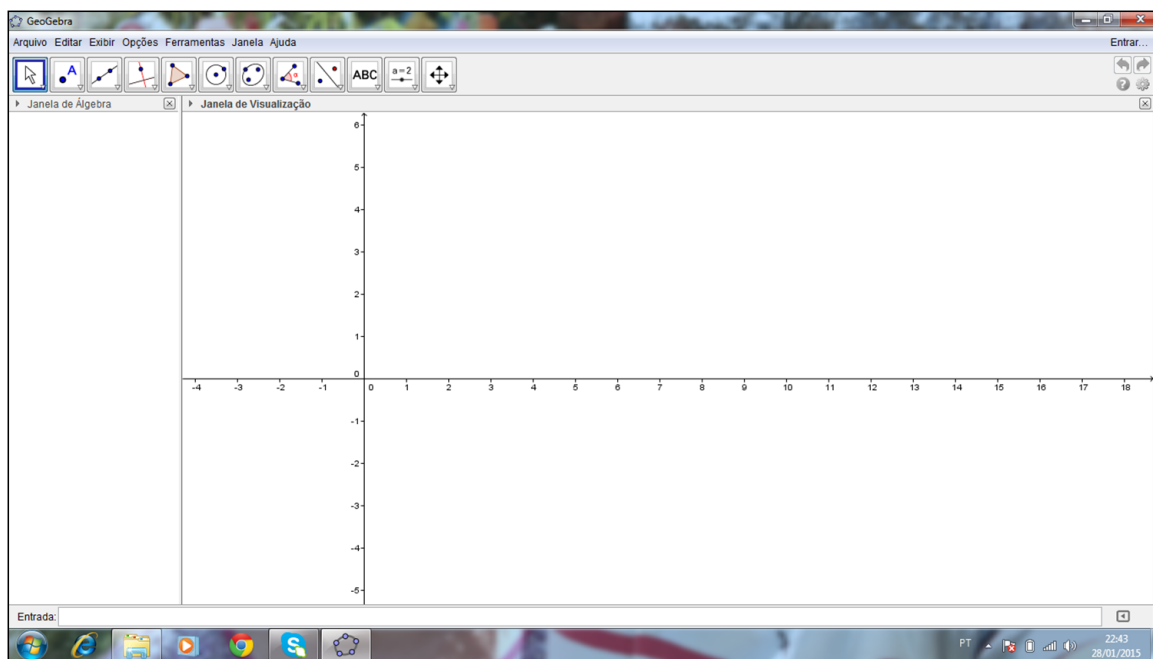 GeoGebra
Arquivo Editar Exibir Opções Ferramentas Janela Ajuda Entrar...
A α ABC a=2
Janela de Álgebra Janela de Visualização
6
5
4
3
2
1
0
-4 -3 -2 -1 0 1 2 3 4 5 6 7 8 9 10 11 12 13 14 15 16 17 18
-1
-2
-3
-4
-5
Entrada:
PT 22:43
28/01/2015